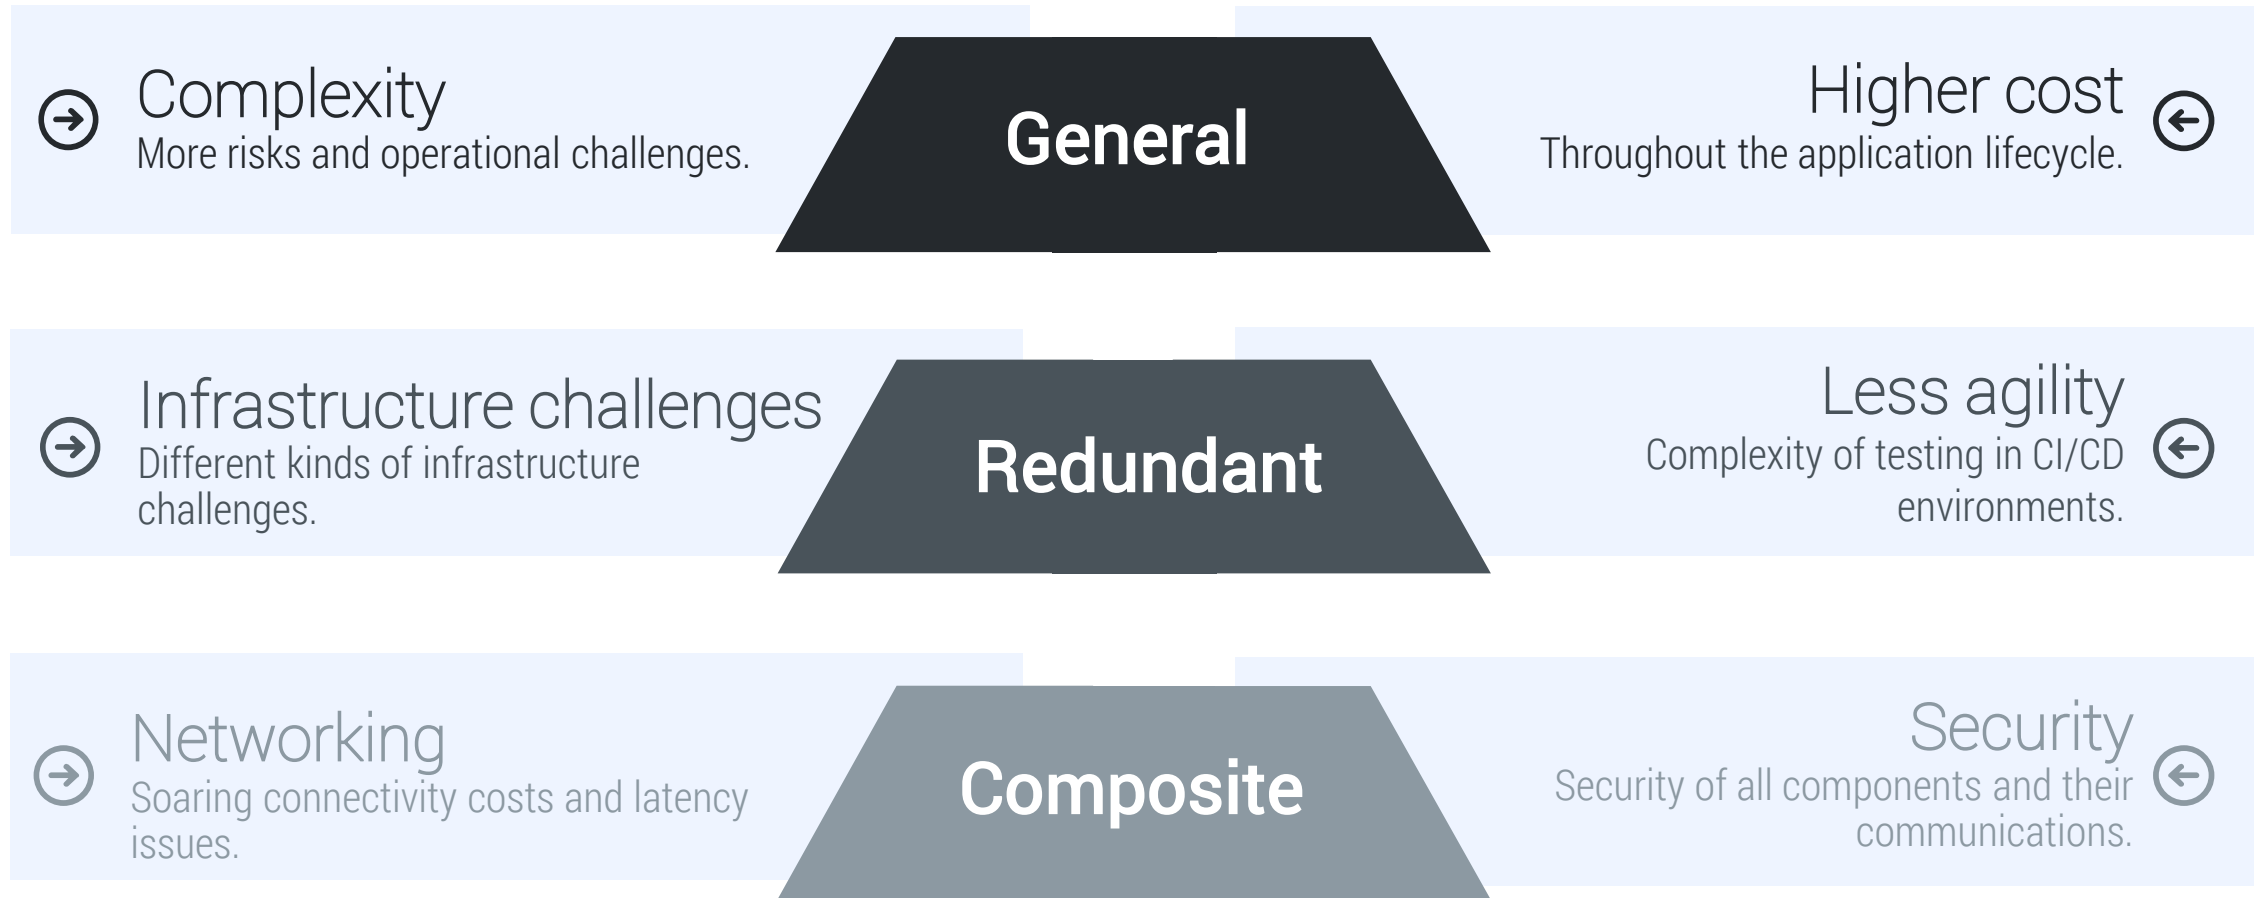 Complexity
More risks and operational challenges.
General
Higher cost
Throughout the application lifecycle.
Infrastructure challenges
Different kinds of infrastructure
challenges.
Redundant
Less agility
Complexity of testing in CI/CD
environments.
Networking
Soaring connectivity costs and latency
issues.
Composite
Security
Security of all components and their
communications.